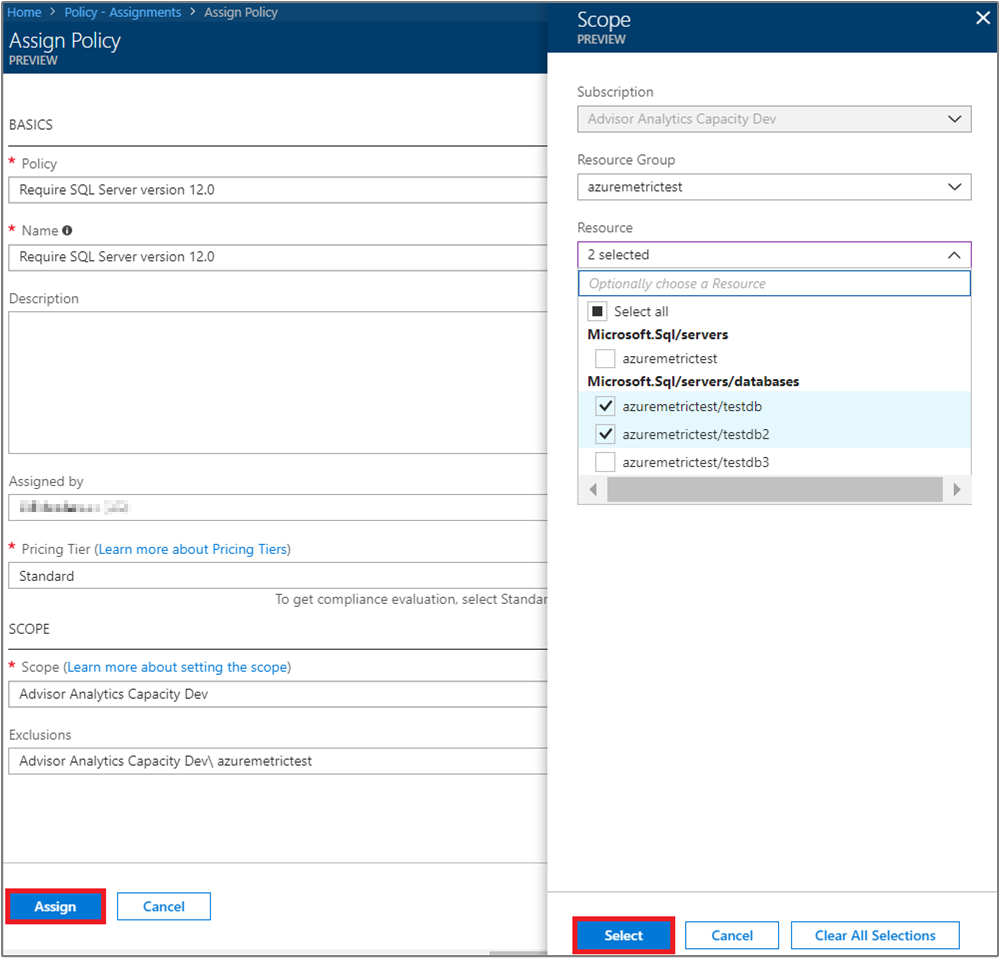 Home > Policy - Assignments > Assign Policy
Assign Policy
PREVIEW
BASICS
* Policy
Require SQL Server version 12.0
* Name
Require SQL Server version 12.0
Description
Assigned by
* Pricing Tier (Learn more about Pricing Tiers)
Standard
To get compliance evaluation, select Standar
SCOPE
* Scope (Learn more about setting the scope)
Advisor Analytics Capacity Dev
Exclusions
Advisor Analytics Capacity Dev\ azuremetrictest
Assign
Cancel
Scope
PREVIEW
Subscription
Advisor Analytics Capacity Dev
Resource Group
azuremetrictest
Resource
2 selected
Optionally choose a Resource
Select all
Microsoft.Sql/servers
azuremetrictest
Microsoft.Sql/servers/databases
azuremetrictest/testdb
azuremetrictest/testdb2
azuremetrictest/testdb3
Select
Cancel
Clear All Selections